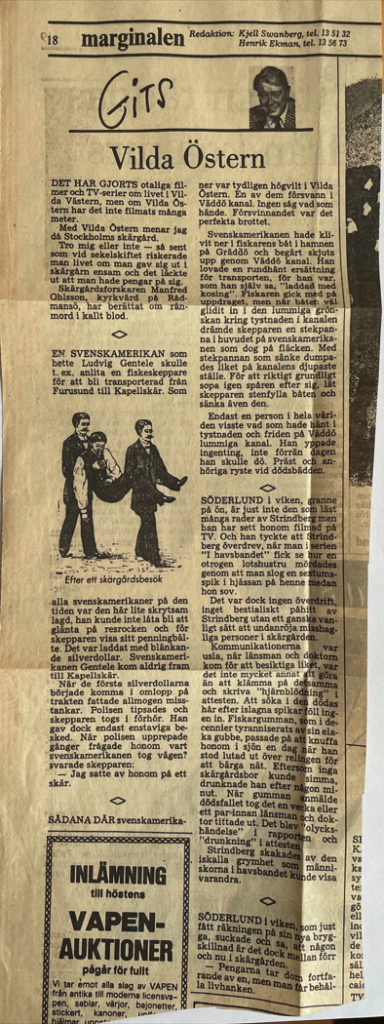 18 marginalen Redaktion: Kjell Swanberg, tel. 13 51 32
Henrik Ekman, tel. 13 56 73
GitS
Vilda Östern
DET HAR GJORTS otaliga fil-
mer och TV-serier om livet i Vil-
da Västern, men om Vilda Ös-
tern har det inte filmats många
meter.
Med Vilda Östern menar jag
då Stockholms skärgård.
Tro mig eller inte — så sent
som vid sekelskiftet riskerade
man livet om man gav sig ut i
skärgårn ensam och det läckte
ut att man hade pengar på sig.
Skärgårdsforskaren Manfred
Ohlsson, kyrkvärd på Råd-
mansö, har berättat om rån-
mord i kallt blod.
EN SVENSKAMERIKAN som
hette Ludvig Gentele skulle
t. ex. anlita en fiskeskeppare
för att bli transporterad från
Furusund till Kapellskär. Som
Efter ett skärgårdsbesök
alla svenskamerikaner på den
tiden var den här lite skrytsam
lagd, han kunde inte låta bli att
glänta på resrocken och för
skepparen visa sitt penningbäl-
te. Det var laddat med blänkan-
de silverdollar. Svenskameri-
kanen Gentele kom aldrig fram
till Kapellskär.
När de första silverdollarna
började komma i omlopp på
trakten fattade allmogen miss-
tankar. Polisen tipsades och
skepparen togs i förhör. Han
gav dock endast enstaviga be-
sked. När polisen upprepade
gånger frågade honom vart
svenskamerikanen tog vägen?
svarade skepparen:
— Jag satte av honom på ett
skär.
SÅDANA DÄR svenskamerika-
ner var tydligen högvilt i Vilda
Östern. En av dem försvann i
Väddö kanal. Ingen såg vad som
hände. Försvinnandet var det
perfekta brottet.
Svenskamerikanen hade kli-
vit ner i fiskarens båt i hamnen
på Gräddö och begärt skjuts
upp genom Väddö kanal. Han
lovade en rundhänt ersättning
för transporten, för han var,
som han själv sa, "laddad med
kosing". Fiskaren gick med på
uppdraget, men när båten väl
glidit in i den lummiga grön-
skan kring tystnaden i kanalen
drämde skepparen en stekpan-
na i huvudet på svenskamerika-
nen som dog på fläcken. Med
stekpannan som sänke dumpa-
des liket på kanalens djupaste
ställe. För att riktigt grundligt
sopa igen spåren efter sig, lät
skepparen stenfylla båten och
sänka även den.
Endast en person i hela vär-
lden visste vad som hade hänt i
tystnaden och friden på Väddö
lummiga kanal. Han yppade
ingenting, inte förrän dagen
han skulle dö. Präst och an-
höriga ryste vid dödsbädden.
SÖDERLUND i viken, granne
på ön, är just inte den som läst
många rader av Strindberg men
han har sett honom filmad på
TV. Och han tyckte att Strind-
berg överdrev, när man i serien
"I havsbandet" fick se hur en
otrogen lotshustru mördades
genom att man slog en sextums-
spik i hjässan på henne medan
hon sov.
Det var dock ingen överdrift,
inget bestialiskt påhitt av
Strindberg utan ett ganska van-
ligt sätt att undanröja misshag-
liga personer i skärgården.
Kommunikationerna var
usla, när länsman och doktorn
kom för att besiktiga liket, var
det inte mycket annat att göra
än att klämma på delsamma
och skriva "hjärnblödning" i
attesten. Att söka i den dödas
hår efter islagna spikar föll ing-
en in. Fiskargumman, som i de-
cennier tyranniserats av sin elaka
gubbe, passade på att knuffa
honom i sjön en dag när han
stod lutad ut över relingen för
att bärga nät. Eftersom inga
skärgårdsbor kunde simma,
drunknade han efter någon mi-
nut. När gumman anmälde
dödsfallet tog det en vecka eller
ett par innan länsman och dok-
tor tittade ut. Det blev "olycks-
händelse" i rapporten och
"drunkning" i attesten.
Strindberg skakades av den
iskalla grymhet som männi-
skorna i havsbandet kunde visa
varandra.
SÖDERLUND i viken, som just
fått räkningen på sin nya bryg-
ga, suckade och sa, att någon
skillnad är det dock mellan förr
och nu i skärgården.
— Pengarna tar dom fortfa-
rande av en, men man får behål-
la livhanken.
INLÄMNING
till höstens
VAPEN-
AUKTIONER
pågår för fullt
Vi tar emot alla slag av VAPEN
från antika till moderna licensva-
pen, sablar, värjor, bajonetter,
stickert, kanoner,